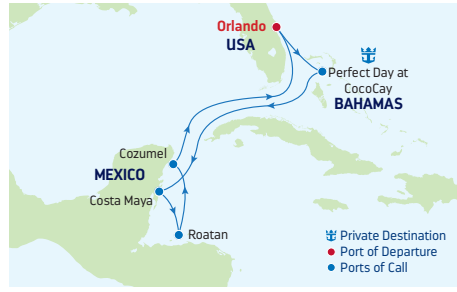 Orlando
USA
Perfect Day at
CocoCay
BAHAMAS
Cozumel
MEXICO
Costa Maya
Roatan
Private Destination
Port of Departure
Ports of Call